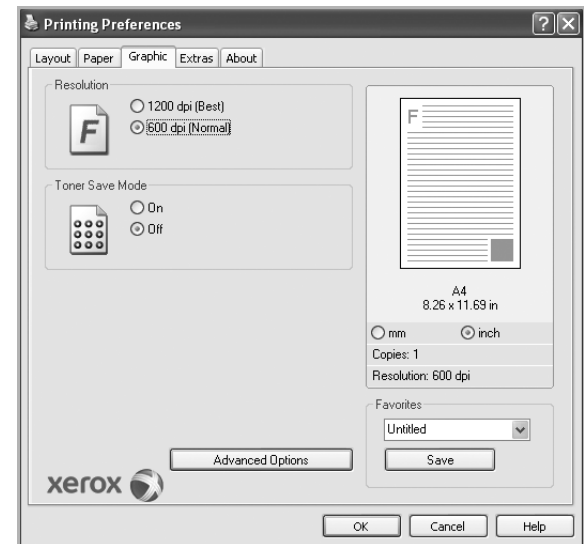 Printing Preferences
Layout Paper Graphic Extras About
Resolution
1200 dpi (Best)
600 dpi (Normal)
F
Toner Save Mode
On
Off
F
A4
8.26 x 11.69 in
mm inch
Copies: 1
Resolution: 600 dpi
Favorites
Untitled
Save
Advanced Options
xerox
OK Cancel Help